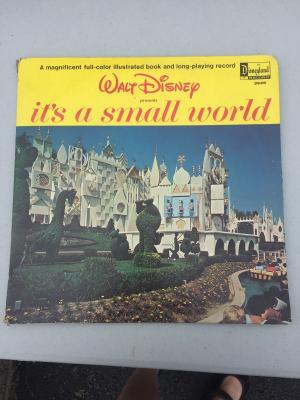 A magnificent full-color illustrated book and long-playing record
Disneyland
WALT DISNEY
presents
it's a small world